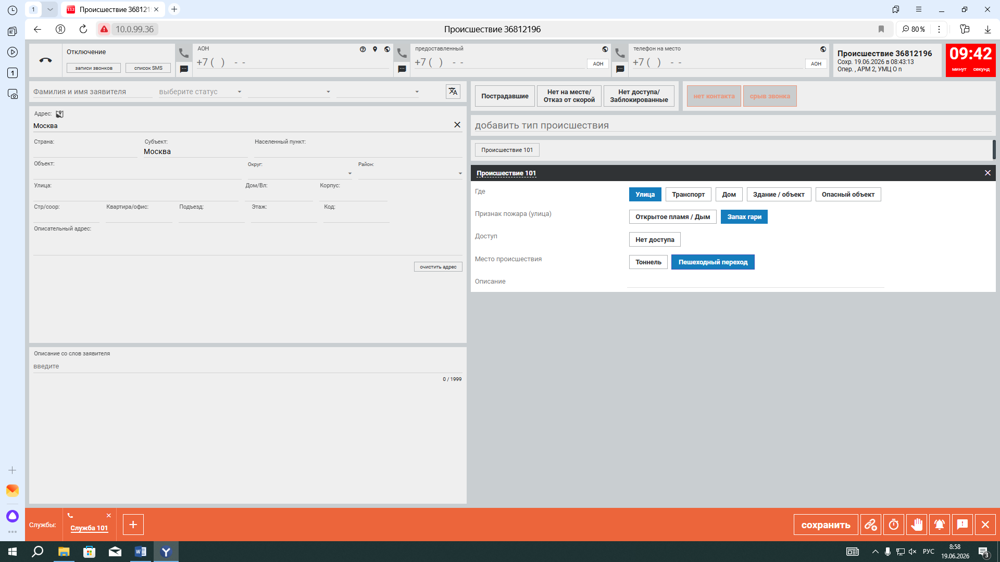 1
Происшествие 36812196
10.0.99.36
Происшествие 36812196
80 %
1
Отключение
записи звонков
список SMS
АОН
+7 ( ) - -
предоставленный
+7 ( ) - -
АОН
телефон на место
+7 ( ) - -
АОН
Происшествие 36812196
Сохр. 19.06.2026 в 08:43:13
Опер. , АРМ 2, УМЦ О п
09:42
минут секунд
Фамилия и имя заявителя
выберите статус
Пострадавшие
Нет на месте/
Отказ от скорой
Нет доступа/
Заблокированные
нет контакта
срыв звонка
Адрес:
Москва
Страна:
Субъект:
Москва
Населенный пункт:
Объект:
Округ:
Район:
Улица:
Дом/Вл:
Корпус:
Стр/соор:
Квартира/офис:
Подъезд:
Этаж:
Код:
Описательный адрес:
очистить адрес
добавить тип происшествия
Происшествие 101
Происшествие 101
Где
Улица
Транспорт
Дом
Здание / объект
Опасный объект
Признак пожара (улица)
Открытое пламя / Дым
Запах гари
Доступ
Нет доступа
Место происшествия
Тоннель
Пешеходный переход
Описание
Описание со слов заявителя
введите
0 / 1999
Службы:
Служба 101
сохранить
РУС
8:58
19.06.2026
3